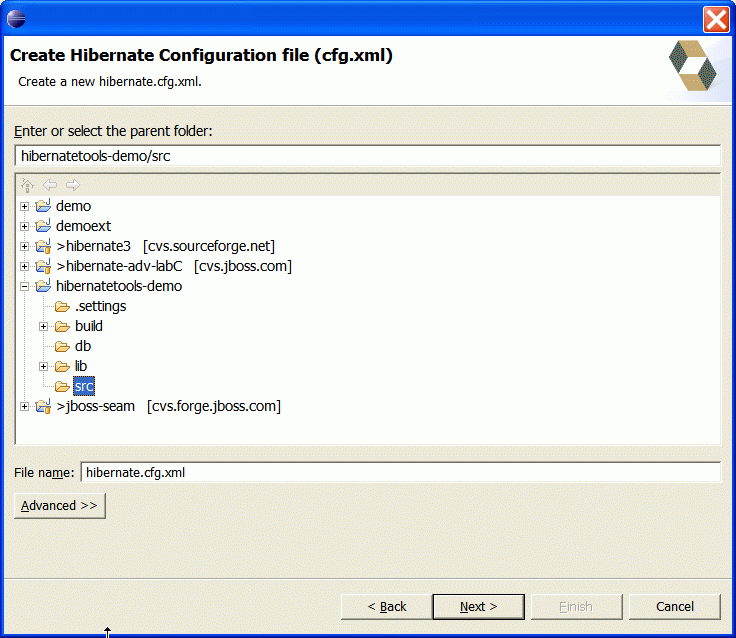 Create Hibernate Configuration file (cfg.xml)
Create a new hibernate.cfg.xml.
Enter or select the parent folder:
hibernatetools-demo/src
demo
demoext
>hibernate3 [cvs.sourceforge.net]
>hibernate-adv-labC [cvs.jboss.com]
hibernatetools-demo
.settings
build
db
lib
src
>jboss-seam [cvs.forge.jboss.com]
File name: hibernate.cfg.xml
Advanced >>
< Back Next > Finish Cancel